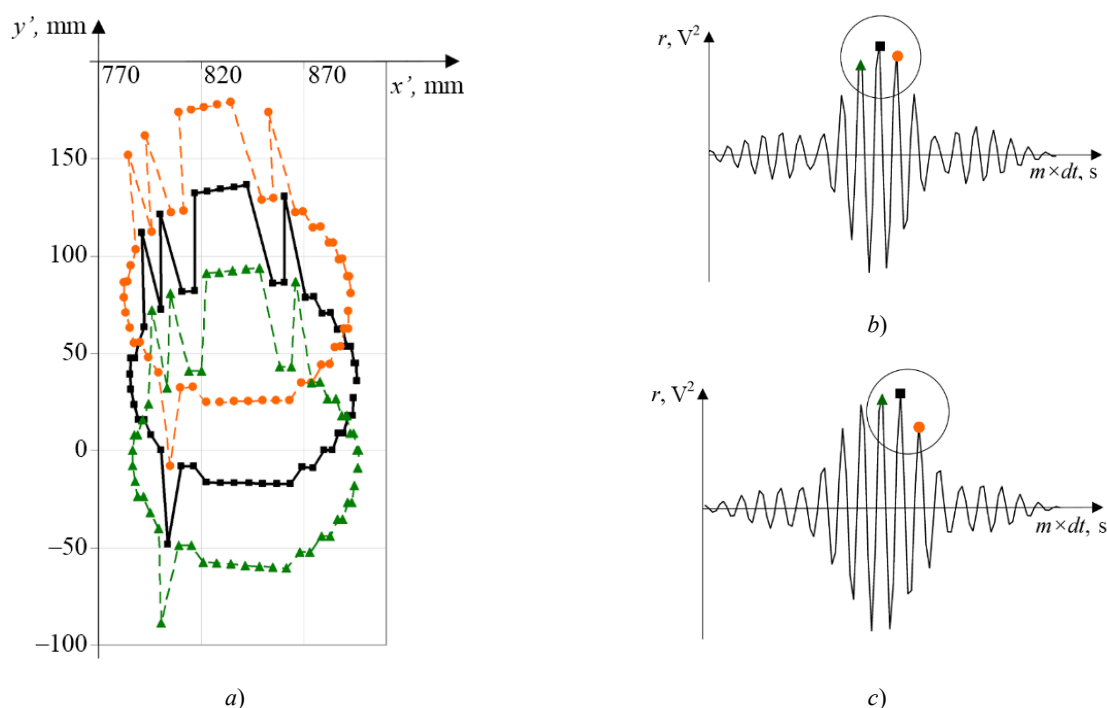 y’, mm
770
820
870
x’, mm
150
100
50
0
–50
–100
a)
r, V²
m×dt, s
b)
r, V²
m×dt, s
c)